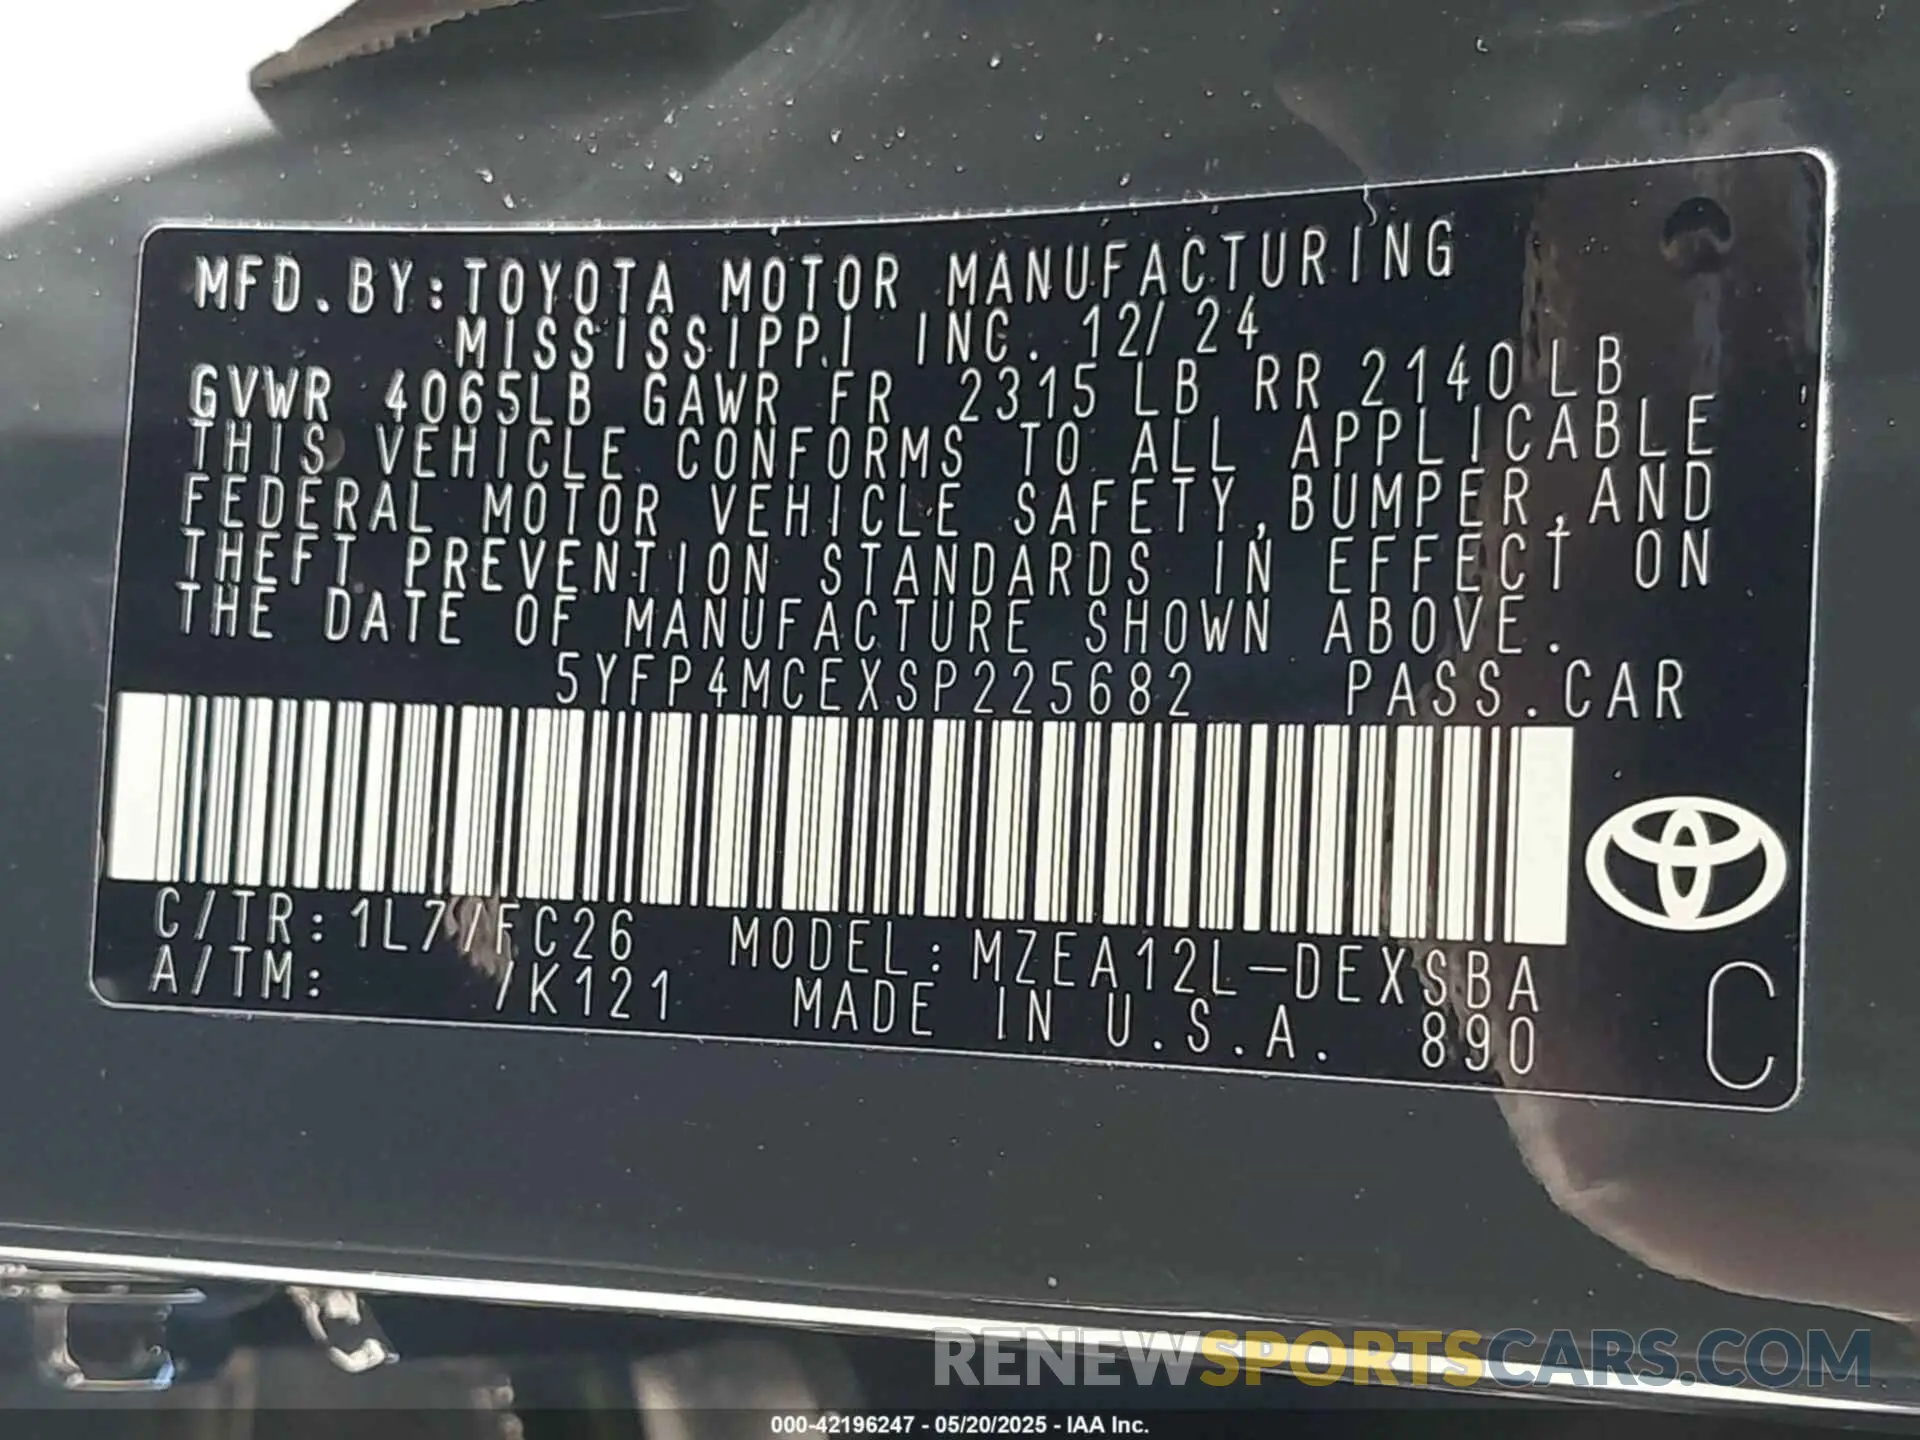 MFD.BY:TOYOTA MOTOR MANUFACTURING
MISSISSIPPI INC. 12/24
GVWR 4065LB GAWR FR 2315LB RR 2140LB
THIS VEHICLE CONFORMS TO ALL APPLICABLE
FEDERAL MOTOR VEHICLE SAFETY,BUMPER,AND
THEFT PREVENTION STANDARDS IN EFFECT ON
THE DATE OF MANUFACTURE SHOWN ABOVE.
5YFP4MCEXSP225682 PASS.CAR
C/TR:1L7/FC26 MODEL:MZEA12L-DEXSBA
A/TM: /K121 MADE IN U.S.A. 890 C
RENEWSPORTSCARS.COM
000-42196247 - 05/20/2025 - IAA Inc.